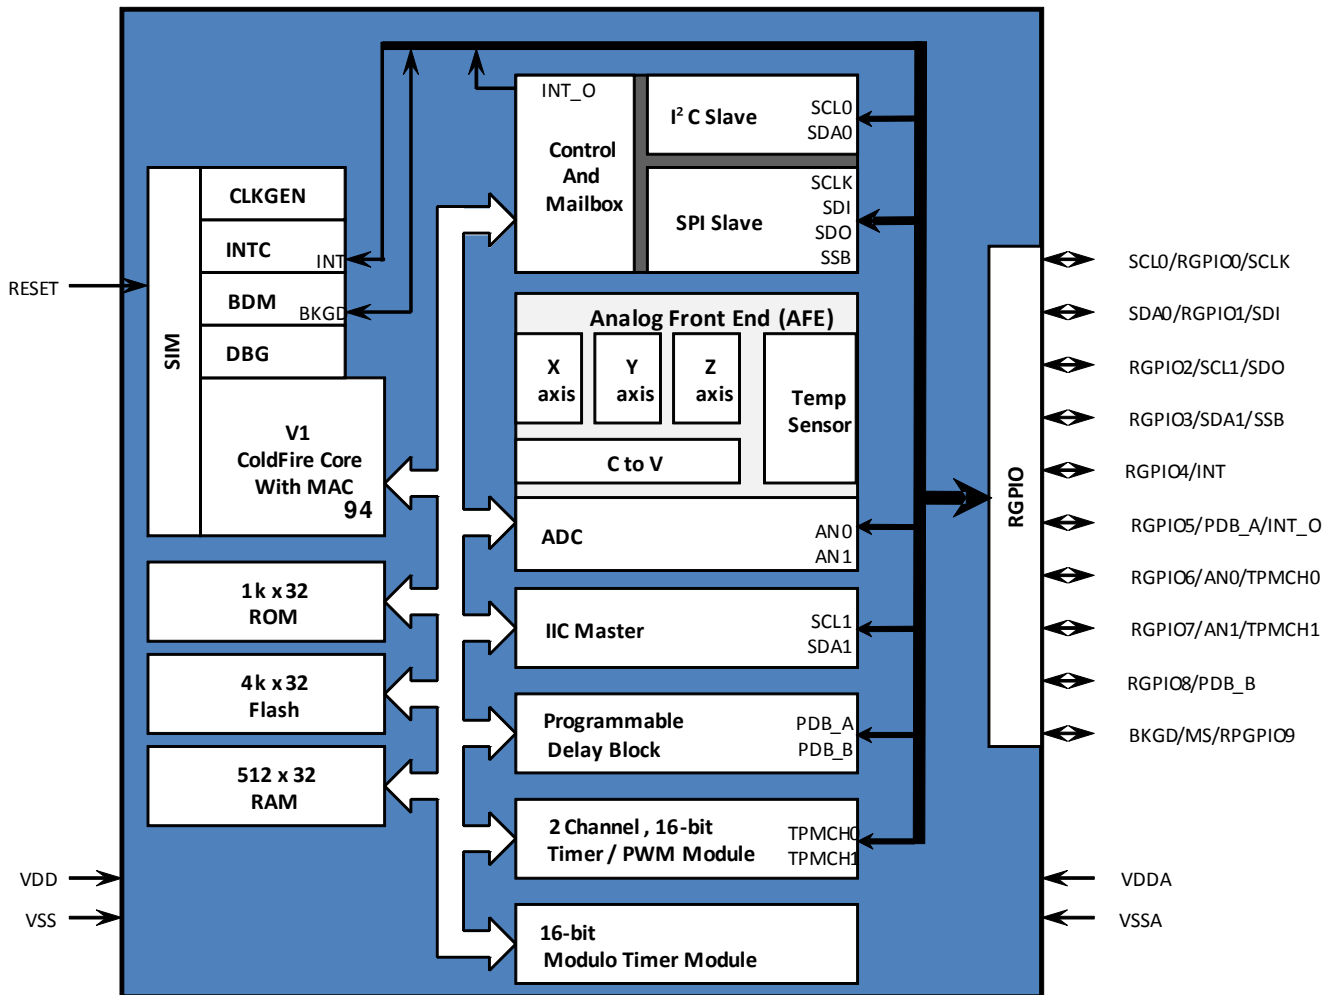 RESET
VDD
VSS
SIM
CLKGEN
INTC
INT
BDM
BKGD
DBG
V1
ColdFire Core
With MAC
94
1k x 32
ROM
4k x 32
Flash
512 x 32
RAM
INT_O
Control
And
Mailbox
I² C Slave
SCL0
SDA0
SPI Slave
SCLK
SDI
SDO
SSB
Analog Front End (AFE)
X
axis
Y
axis
Z
axis
Temp
Sensor
C to V
ADC
AN0
AN1
IIC Master
SCL1
SDA1
Programmable
Delay Block
PDB_A
PDB_B
2 Channel , 16-bit
Timer / PWM Module
TPMCH0
TPMCH1
16-bit
Modulo Timer Module
RGPIO
SCL0/RGPIO0/SCLK
SDA0/RGPIO1/SDI
RGPIO2/SCL1/SDO
RGPIO3/SDA1/SSB
RGPIO4/INT
RGPIO5/PDB_A/INT_O
RGPIO6/AN0/TPMCH0
RGPIO7/AN1/TPMCH1
RGPIO8/PDB_B
BKGD/MS/RPGPIO9
VDDA
VSSA